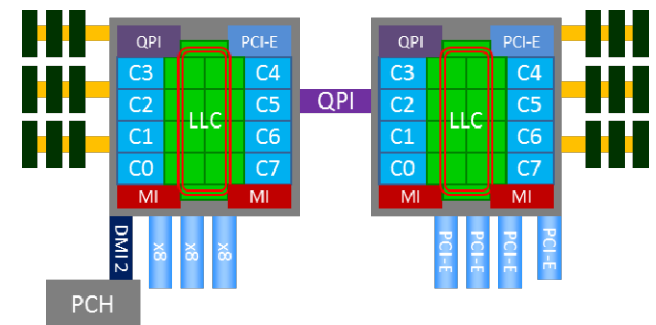 QPI PCI-E
C3 C4
C2 C5
LLC
C1 C6
C0 C7
MI MI
DMI 2
x8
x8
x8
PCH
QPI
QPI PCI-E
C3 C4
C2 C5
LLC
C1 C6
C0 C7
MI MI
PCI-E
PCI-E
PCI-E
PCI-E